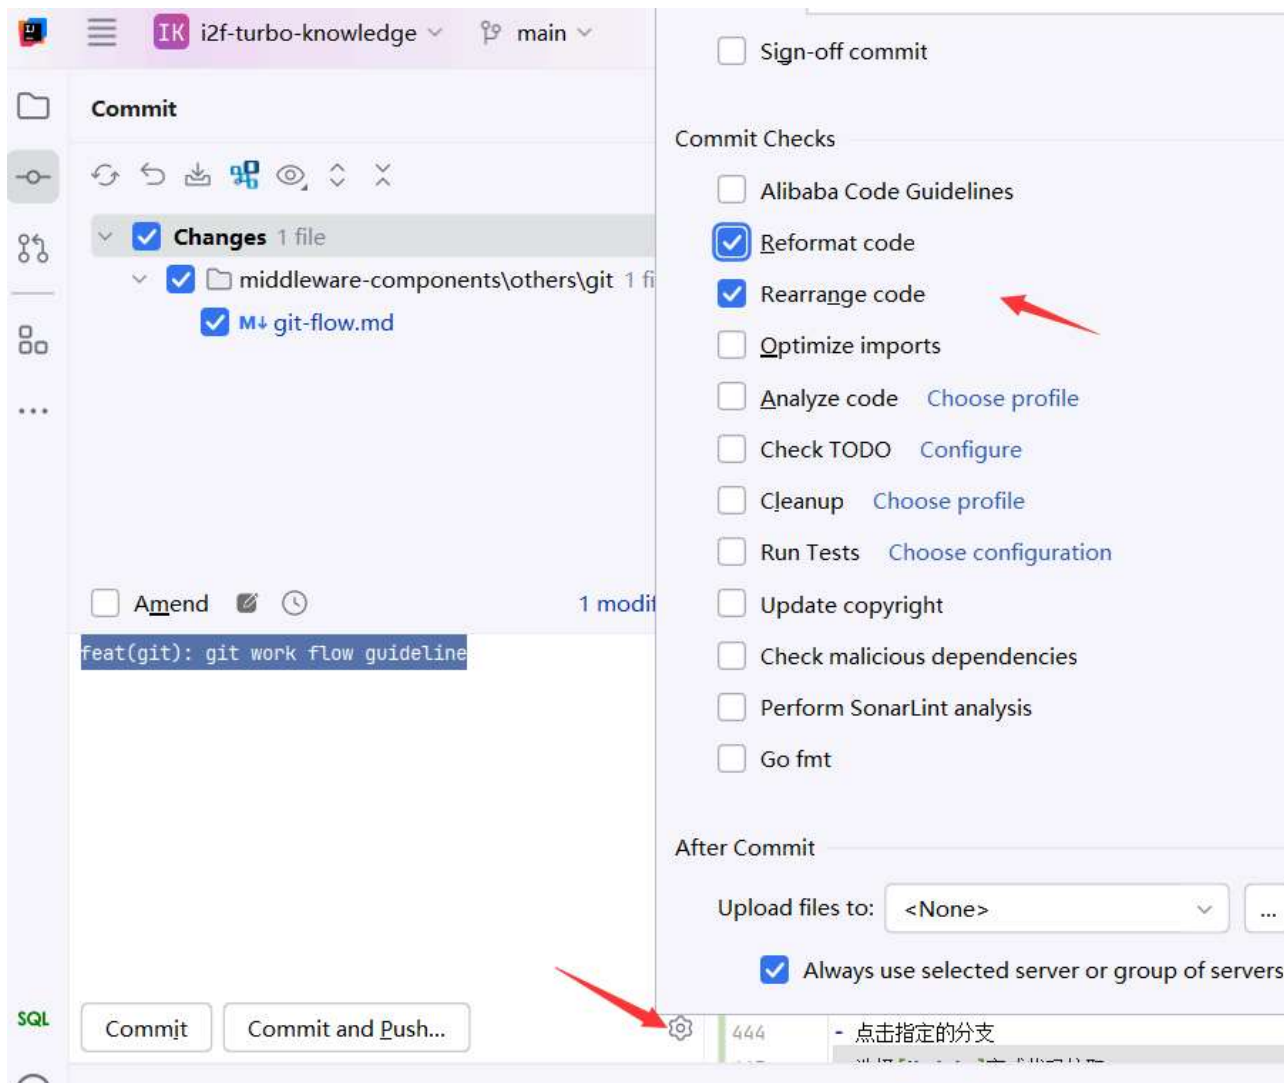 IK i2f-turbo-knowledge main
Commit
Changes 1 file
middleware-components\others\git 1 fi
M↓ git-flow.md
Amend 1 modif
feat(git): git work flow guideline
SQL
Commit Commit and Push...
Sign-off commit
Commit Checks
Alibaba Code Guidelines
Reformat code
Rearrange code
Optimize imports
Analyze code Choose profile
Check TODO Configure
Cleanup Choose profile
Run Tests Choose configuration
Update copyright
Check malicious dependencies
Perform SonarLint analysis
Go fmt
After Commit
Upload files to: <None> ...
Always use selected server or group of servers
444 - 点击指定的分支